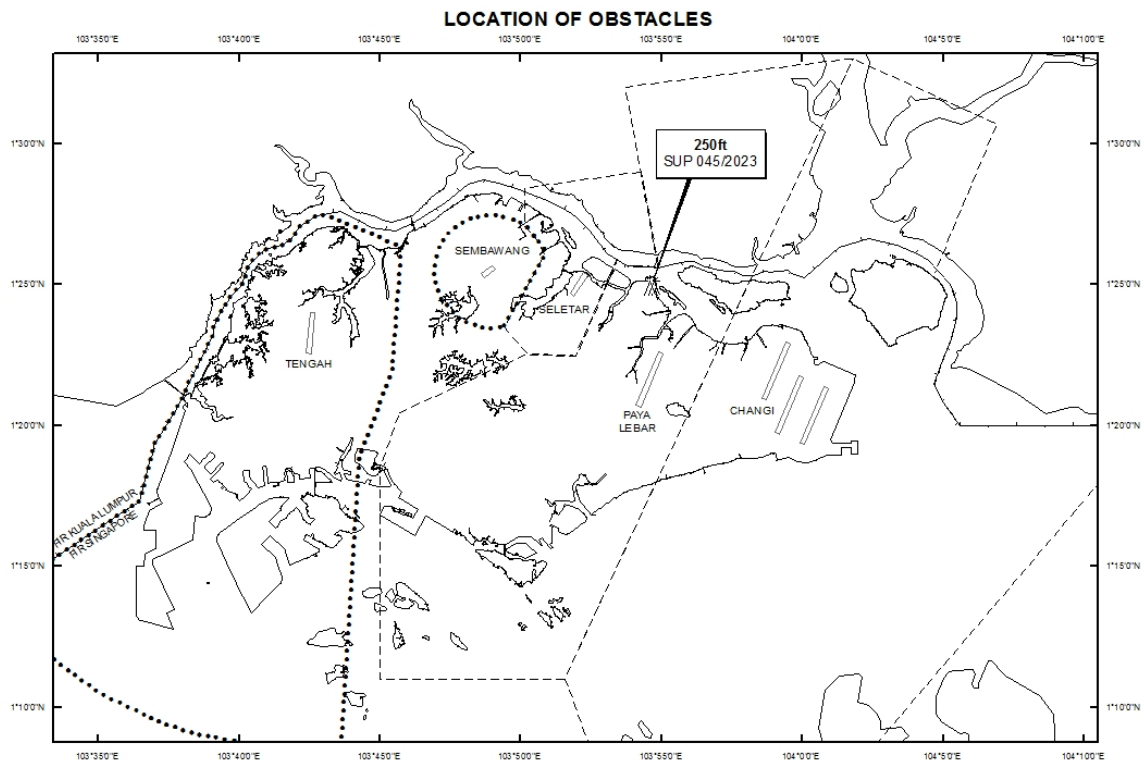 LOCATION OF OBSTACLES
103°35'0"E
103°40'0"E
103°45'0"E
103°50'0"E
103°55'0"E
104°0'0"E
104°5'0"E
104°10'0"E
1°30'0"N
1°30'0"N
250ft
SUP 045/2023
SEMBAWANG
1°25'0"N
1°25'0"N
SELETAR
TENGAH
PAYA
LEBAR
CHANGI
1°20'0"N
1°20'0"N
FIR KUALA LUMPUR
FIR SINGAPORE
1°15'0"N
1°15'0"N
1°10'0"N
1°10'0"N
103°35'0"E
103°40'0"E
103°45'0"E
103°50'0"E
103°55'0"E
104°0'0"E
104°5'0"E
104°10'0"E